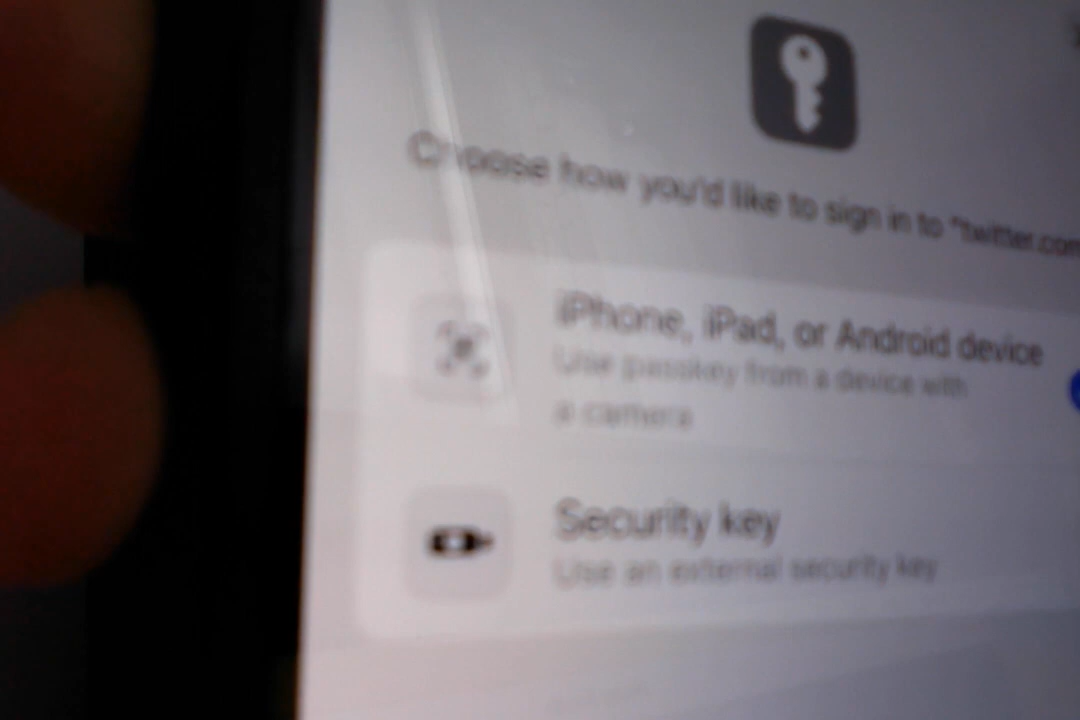 Choose how you'd like to sign in to "twitter.com
iPhone, iPad, or Android device
Use passkey from a device with
a camera
Security key
Use an external security key